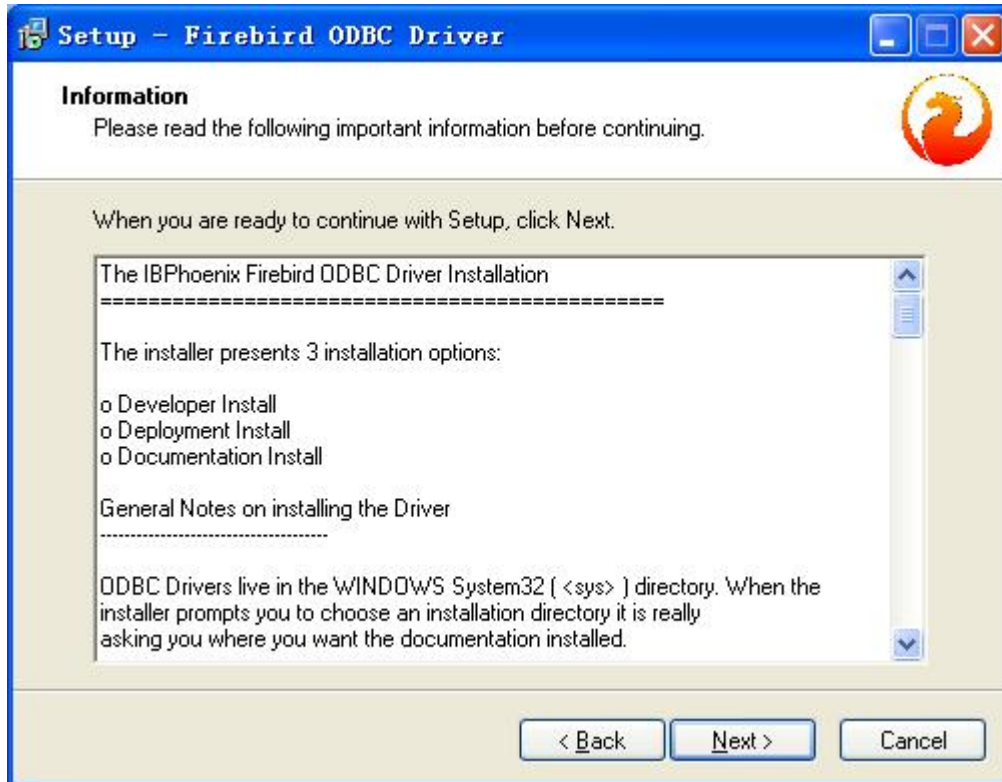 Setup - Firebird ODBC Driver
Information
Please read the following important information before continuing.
When you are ready to continue with Setup, click Next.
The IBPhoenix Firebird ODBC Driver Installation
===============================================
The installer presents 3 installation options:
o Developer Install
o Deployment Install
o Documentation Install
General Notes on installing the Driver
--------------------------------------
ODBC Drivers live in the WINDOWS System32 ( <sys> ) directory. When the
installer prompts you to choose an installation directory it is really
asking you where you want the documentation installed.
< Back
Next >
Cancel